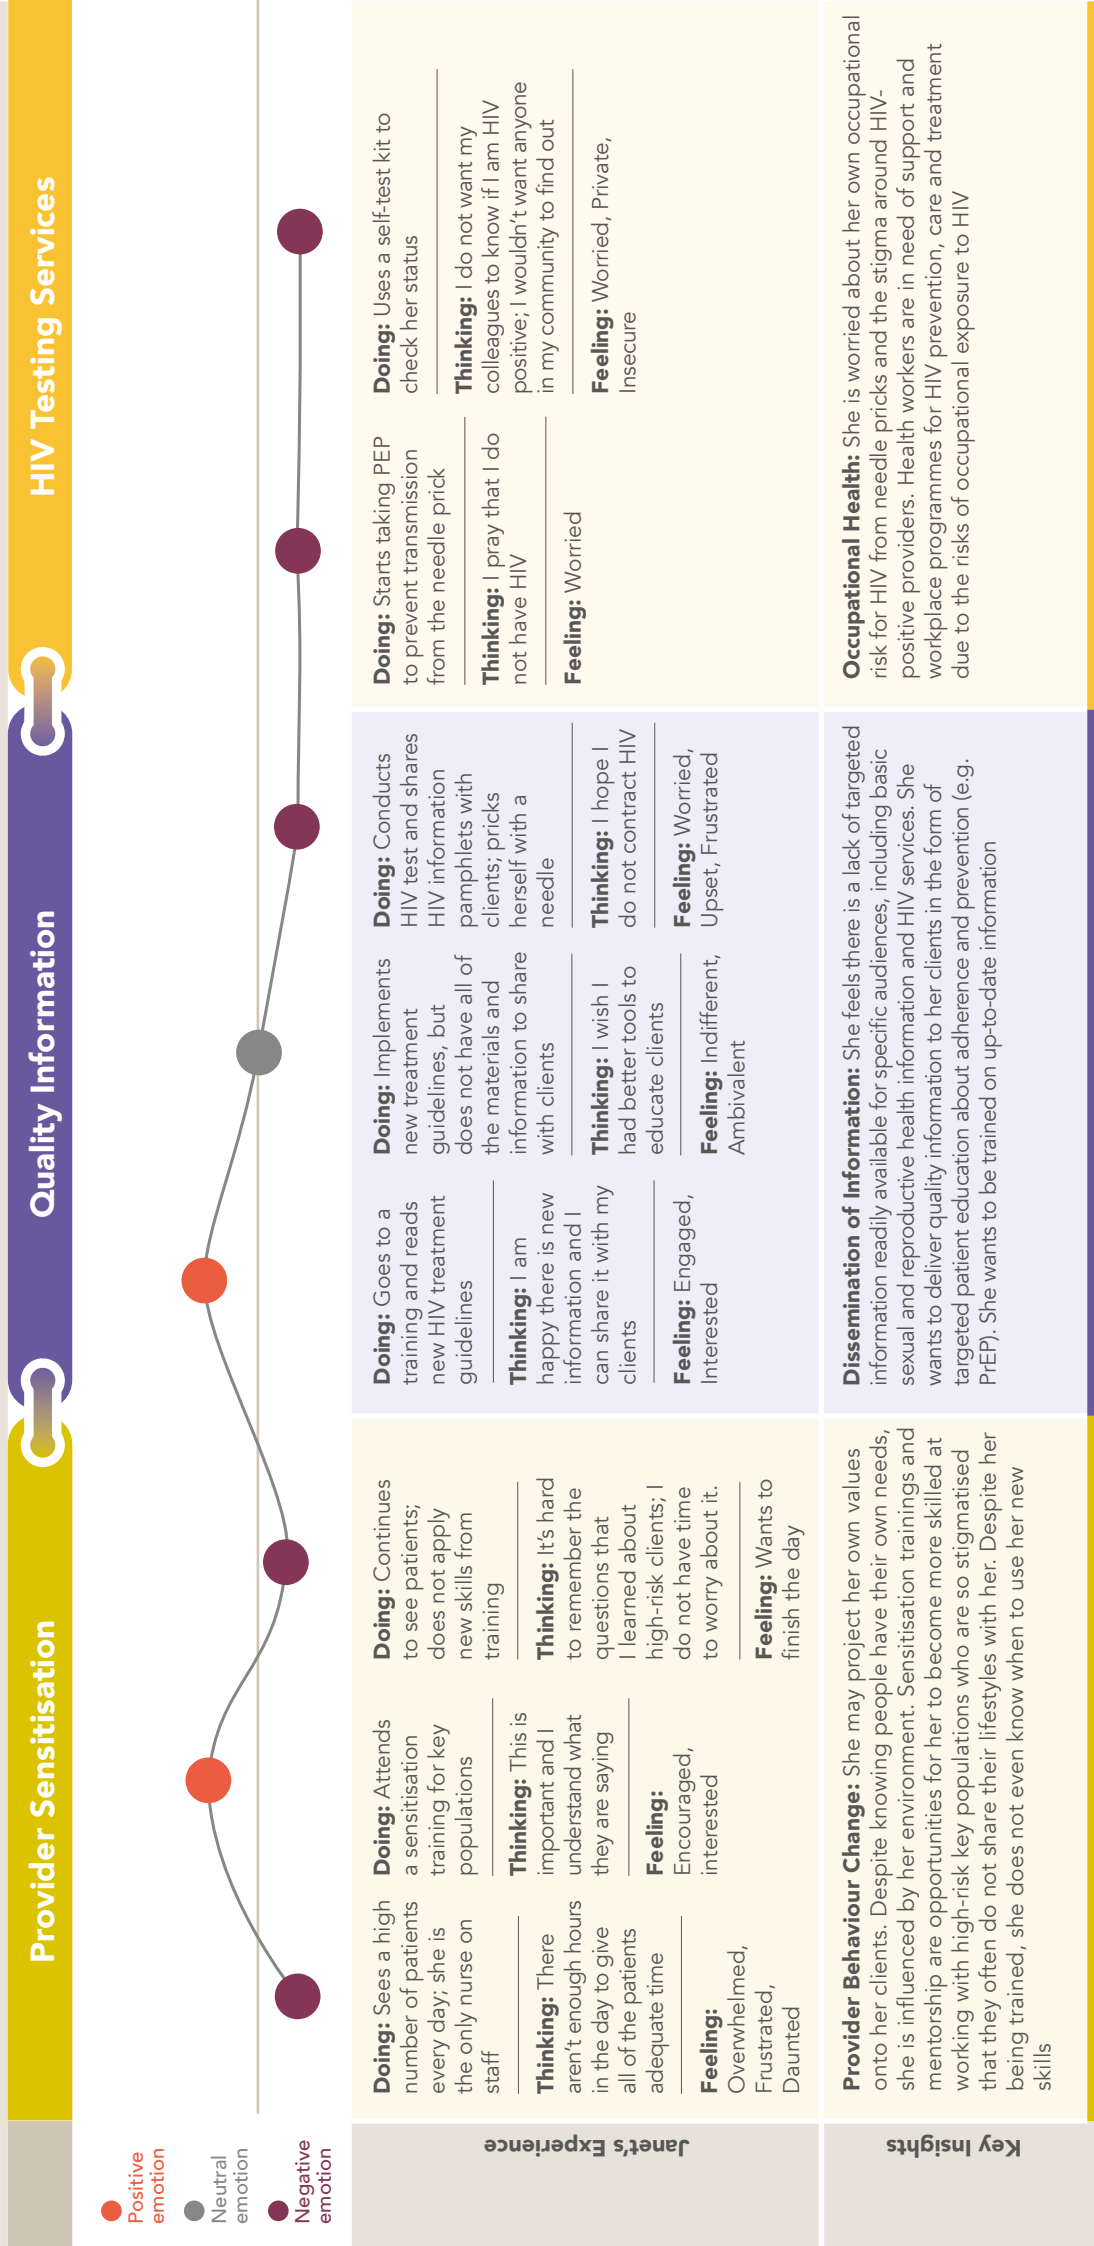 Provider Sensitisation
Quality Information
HIV Testing Services
Positive
emotion
Neutral
emotion
Negative
emotion
Janet's Experience
Doing: Sees a high
number of patients
every day; she is
the only nurse on
staff
Thinking: There
aren't enough hours
in the day to give
all of the patients
adequate time
Feeling:
Overwhelmed,
Frustrated,
Daunted
Doing: Attends
a sensitisation
training for key
populations
Thinking: This is
important and I
understand what
they are saying
Feeling:
Encouraged,
interested
Doing: Continues
to see patients;
does not apply
new skills from
training
Thinking: It's hard
to remember the
questions that
I learned about
high-risk clients; I
do not have time
to worry about it.
Feeling: Wants to
finish the day
Doing: Goes to a
training and reads
new HIV treatment
guidelines
Thinking: I am
happy there is new
information and I
can share it with my
clients
Feeling: Engaged,
Interested
Doing: Implements
new treatment
guidelines, but
does not have all of
the materials and
information to share
with clients
Thinking: I wish I
had better tools to
educate clients
Feeling: Indifferent,
Ambivalent
Doing: Conducts
HIV test and shares
HIV information
pamphlets with
clients; pricks
herself with a
needle
Thinking: I hope I
do not contract HIV
Feeling: Worried,
Upset, Frustrated
Doing: Starts taking PEP
to prevent transmission
from the needle prick
Thinking: I pray that I do
not have HIV
Feeling: Worried
Doing: Uses a self-test kit to
check her status
Thinking: I do not want my
colleagues to know if I am HIV
positive; I wouldn't want anyone
in my community to find out
Feeling: Worried, Private,
Insecure
Key Insights
Provider Behaviour Change: She may project her own values
onto her clients. Despite knowing people have their own needs,
she is influenced by her environment. Sensitisation trainings and
mentorship are opportunities for her to become more skilled at
working with high-risk key populations who are so stigmatised
that they often do not share their lifestyles with her. Despite her
being trained, she does not even know when to use her new
skills
Dissemination of Information: She feels there is a lack of targeted
information readily available for specific audiences, including basic
sexual and reproductive health information and HIV services. She
wants to deliver quality information to her clients in the form of
targeted patient education about adherence and prevention (e.g.
PrEP). She wants to be trained on up-to-date information
Occupational Health: She is worried about her own occupational
risk for HIV from needle pricks and the stigma around HIV-
positive providers. Health workers are in need of support and
workplace programmes for HIV prevention, care and treatment
due to the risks of occupational exposure to HIV